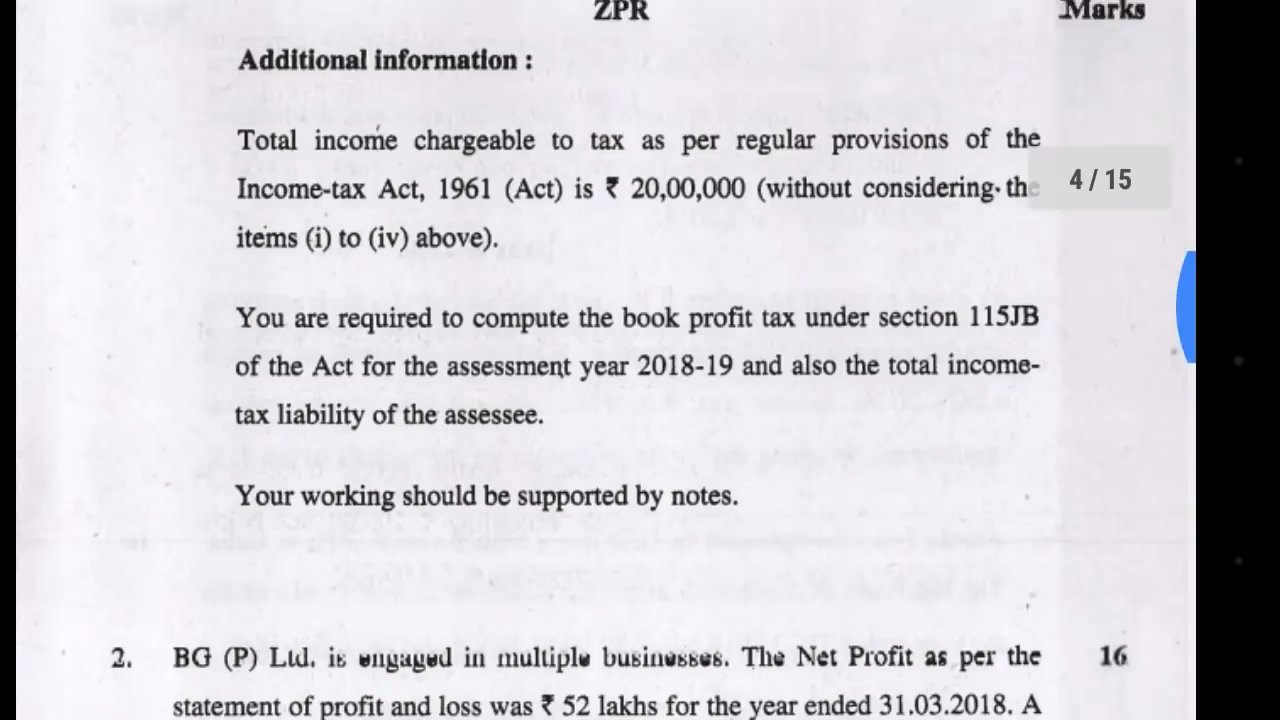 ZPR Marks
Additional information :
Total income chargeable to tax as per regular provisions of the
Income-tax Act, 1961 (Act) is ₹ 20,00,000 (without considering the
4 / 15
items (i) to (iv) above).
You are required to compute the book profit tax under section 115JB
of the Act for the assessment year 2018-19 and also the total income-
tax liability of the assessee.
Your working should be supported by notes.
2. BG (P) Ltd. is engaged in multiple businesses. The Net Profit as per the 16
statement of profit and loss was ₹ 52 lakhs for the year ended 31.03.2018. A